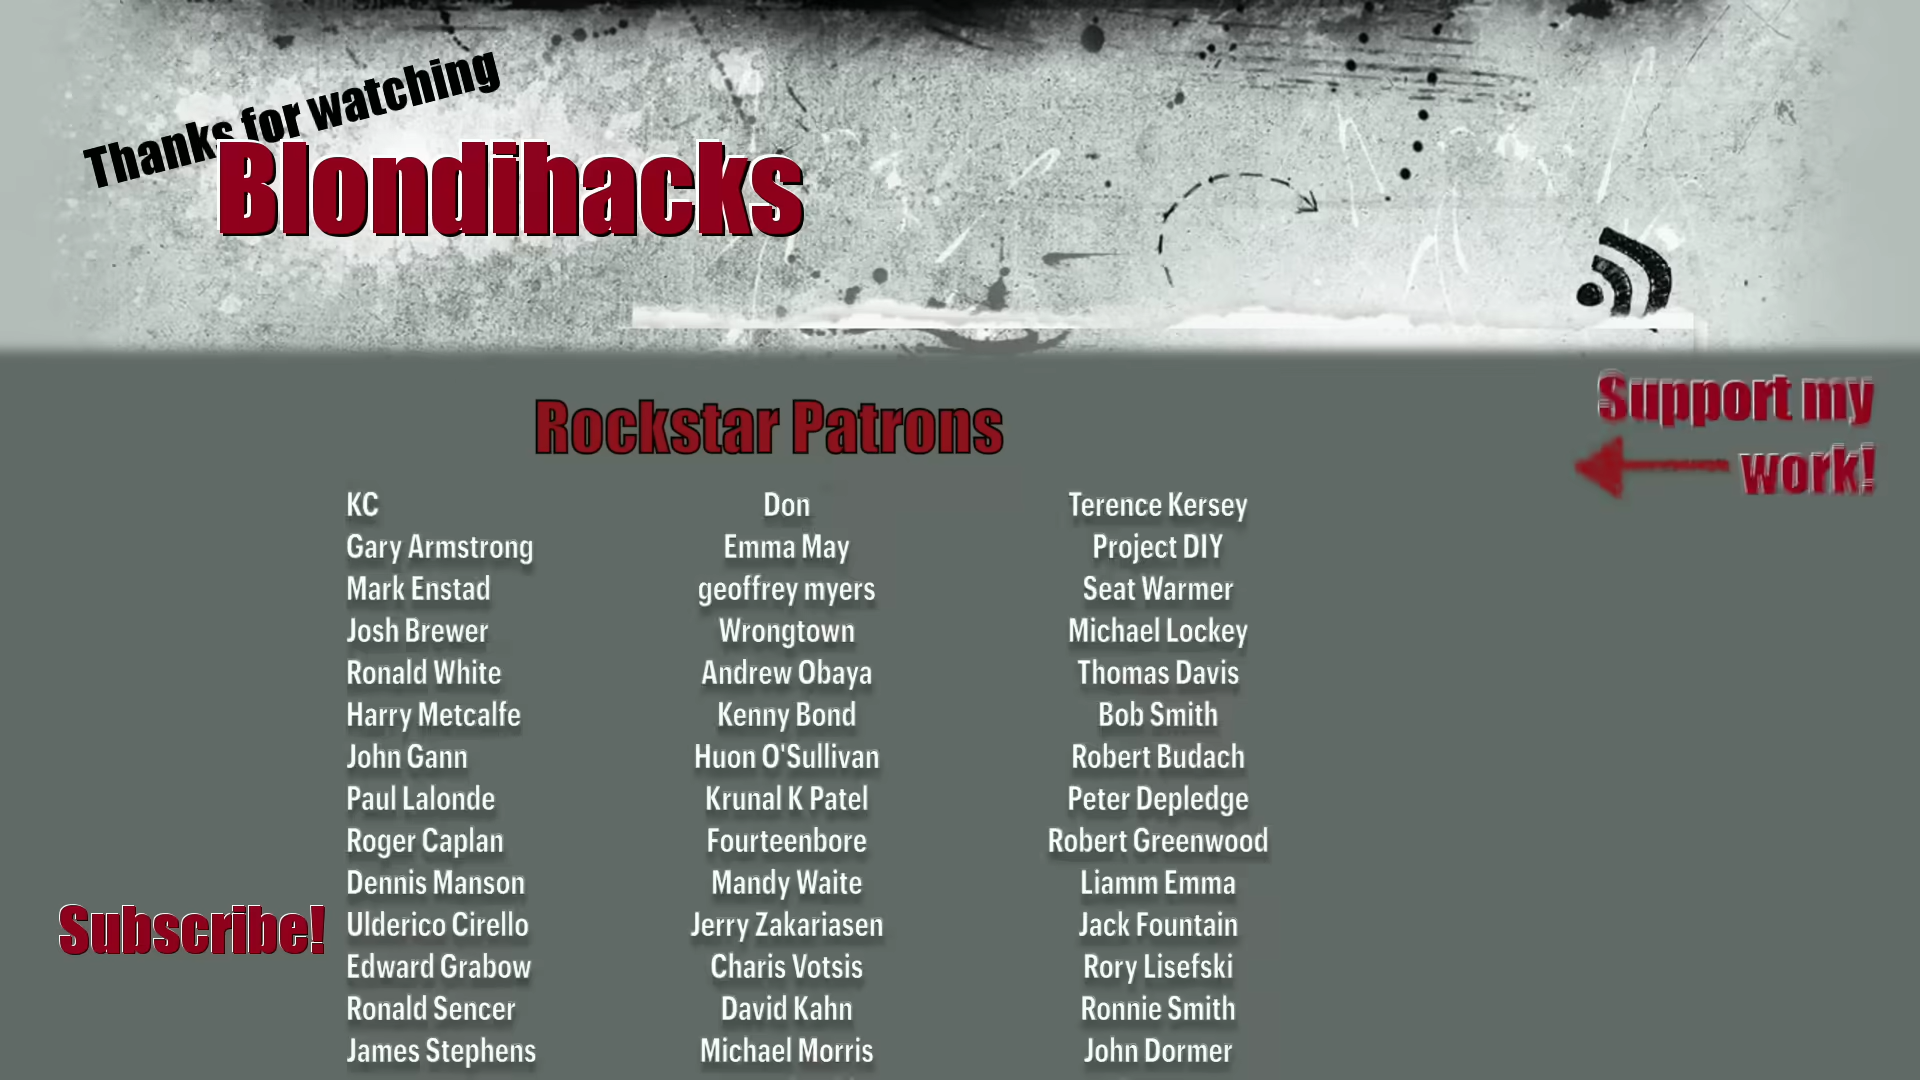 Thanks for watching
Blondihacks
Support my
work!
Rockstar Patrons
KC
Gary Armstrong
Mark Enstad
Josh Brewer
Ronald White
Harry Metcalfe
John Gann
Paul Lalonde
Roger Caplan
Dennis Manson
Ulderico Cirello
Edward Grabow
Ronald Sencer
James Stephens
Don
Emma May
geoffrey myers
Wrongtown
Andrew Obaya
Kenny Bond
Huon O'Sullivan
Krunal K Patel
Fourteenbore
Mandy Waite
Jerry Zakariasen
Charis Votsis
David Kahn
Michael Morris
Terence Kersey
Project DIY
Seat Warmer
Michael Lockey
Thomas Davis
Bob Smith
Robert Budach
Peter Depledge
Robert Greenwood
Liamm Emma
Jack Fountain
Rory Lisefski
Ronnie Smith
John Dormer
Subscribe!